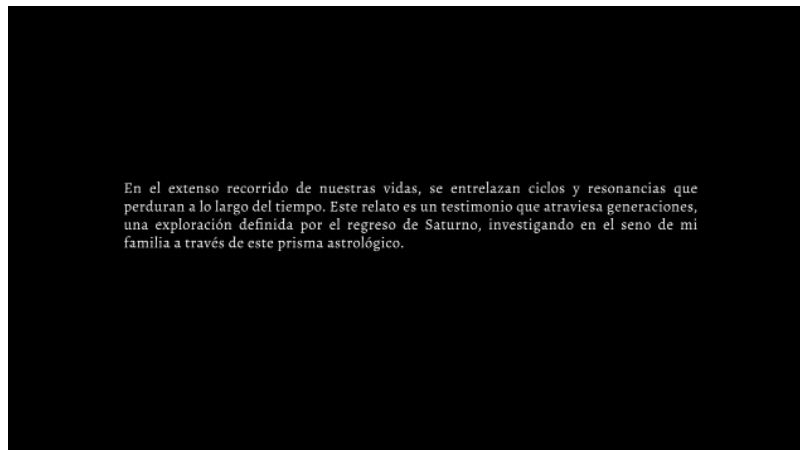 En el extenso recorrido de nuestras vidas, se entrelazan ciclos y resonancias que
perduran a lo largo del tiempo. Este relato es un testimonio que atraviesa generaciones,
una exploración definida por el regreso de Saturno, investigando en el seno de mi
familia a través de este prisma astrológico.